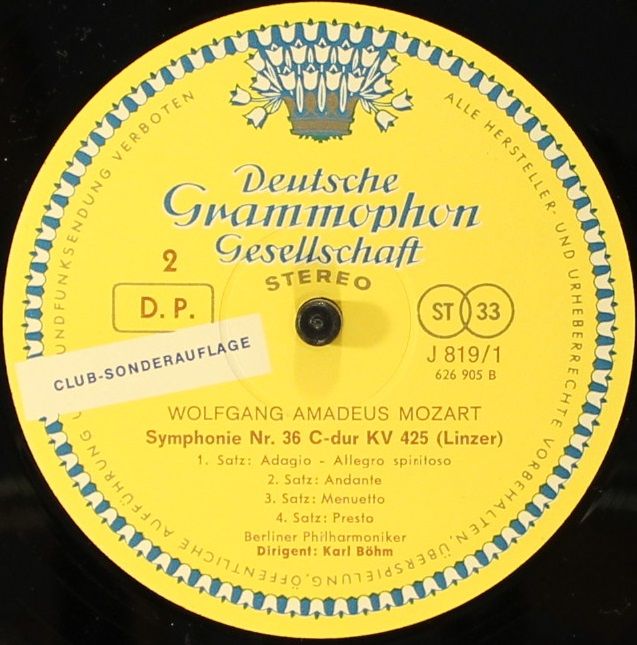 Deutsche
Grammophon
Gesellschaft
STEREO
2
D. P.
ST 33
J 819/1
626 905 B
CLUB-SONDERAUFLAGE
WOLFGANG AMADEUS MOZART
Symphonie Nr. 36 C-dur KV 425 (Linzer)
1. Satz: Adagio - Allegro spiritoso
2. Satz: Andante
3. Satz: Menuetto
4. Satz: Presto
Berliner Philharmoniker
Dirigent: Karl Böhm
ALLE HERSTELLER- UND URHEBERRECHTE VORBEHALTEN, ÜBERSPIELUNG, ÖFFENTLICHE AUFFÜHRUNG UNDFUNKSENDUNG VERBOTEN